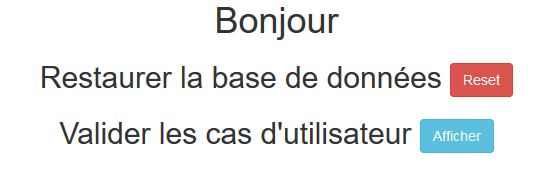 Bonjour
Restaurer la base de données Reset
Valider les cas d'utilisateur Afficher